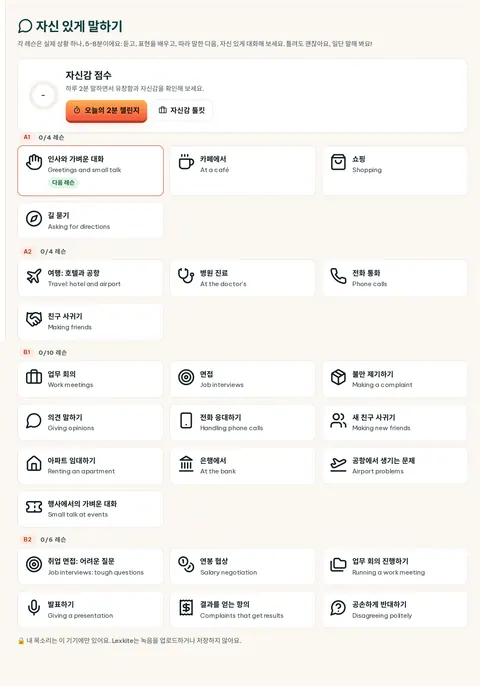 자신 있게 말하기
각 레슨은 실제 상황 하나, 5-8분이에요: 듣고, 표현을 배우고, 따라 말한 다음, 자신 있게 대화해 보세요. 틀려도 괜찮아요, 일단 말해 봐요!
자신감 점수
하루 2분 말하면서 유창함과 자신감을 확인해 보세요.
-
오늘의 2분 챌린지
자신감 툴킷
A1 0/4 레슨
인사와 가벼운 대화
Greetings and small talk
다음 레슨
카페에서
At a café
쇼핑
Shopping
길 묻기
Asking for directions
A2 0/4 레슨
여행: 호텔과 공항
Travel: hotel and airport
병원 진료
At the doctor's
전화 통화
Phone calls
친구 사귀기
Making friends
B1 0/10 레슨
업무 회의
Work meetings
면접
Job interviews
불만 제기하기
Making a complaint
의견 말하기
Giving opinions
전화 응대하기
Handling phone calls
새 친구 사귀기
Making new friends
아파트 임대하기
Renting an apartment
은행에서
At the bank
공항에서 생기는 문제
Airport problems
행사에서의 가벼운 대화
Small talk at events
B2 0/6 레슨
취업 면접: 어려운 질문
Job interviews: tough questions
연봉 협상
Salary negotiation
업무 회의 진행하기
Running a work meeting
발표하기
Giving a presentation
결과를 얻는 항의
Complaints that get results
공손하게 반대하기
Disagreeing politely
내 목소리는 이 기기에만 있어요. Lexkite는 녹음을 업로드하거나 저장하지 않아요.